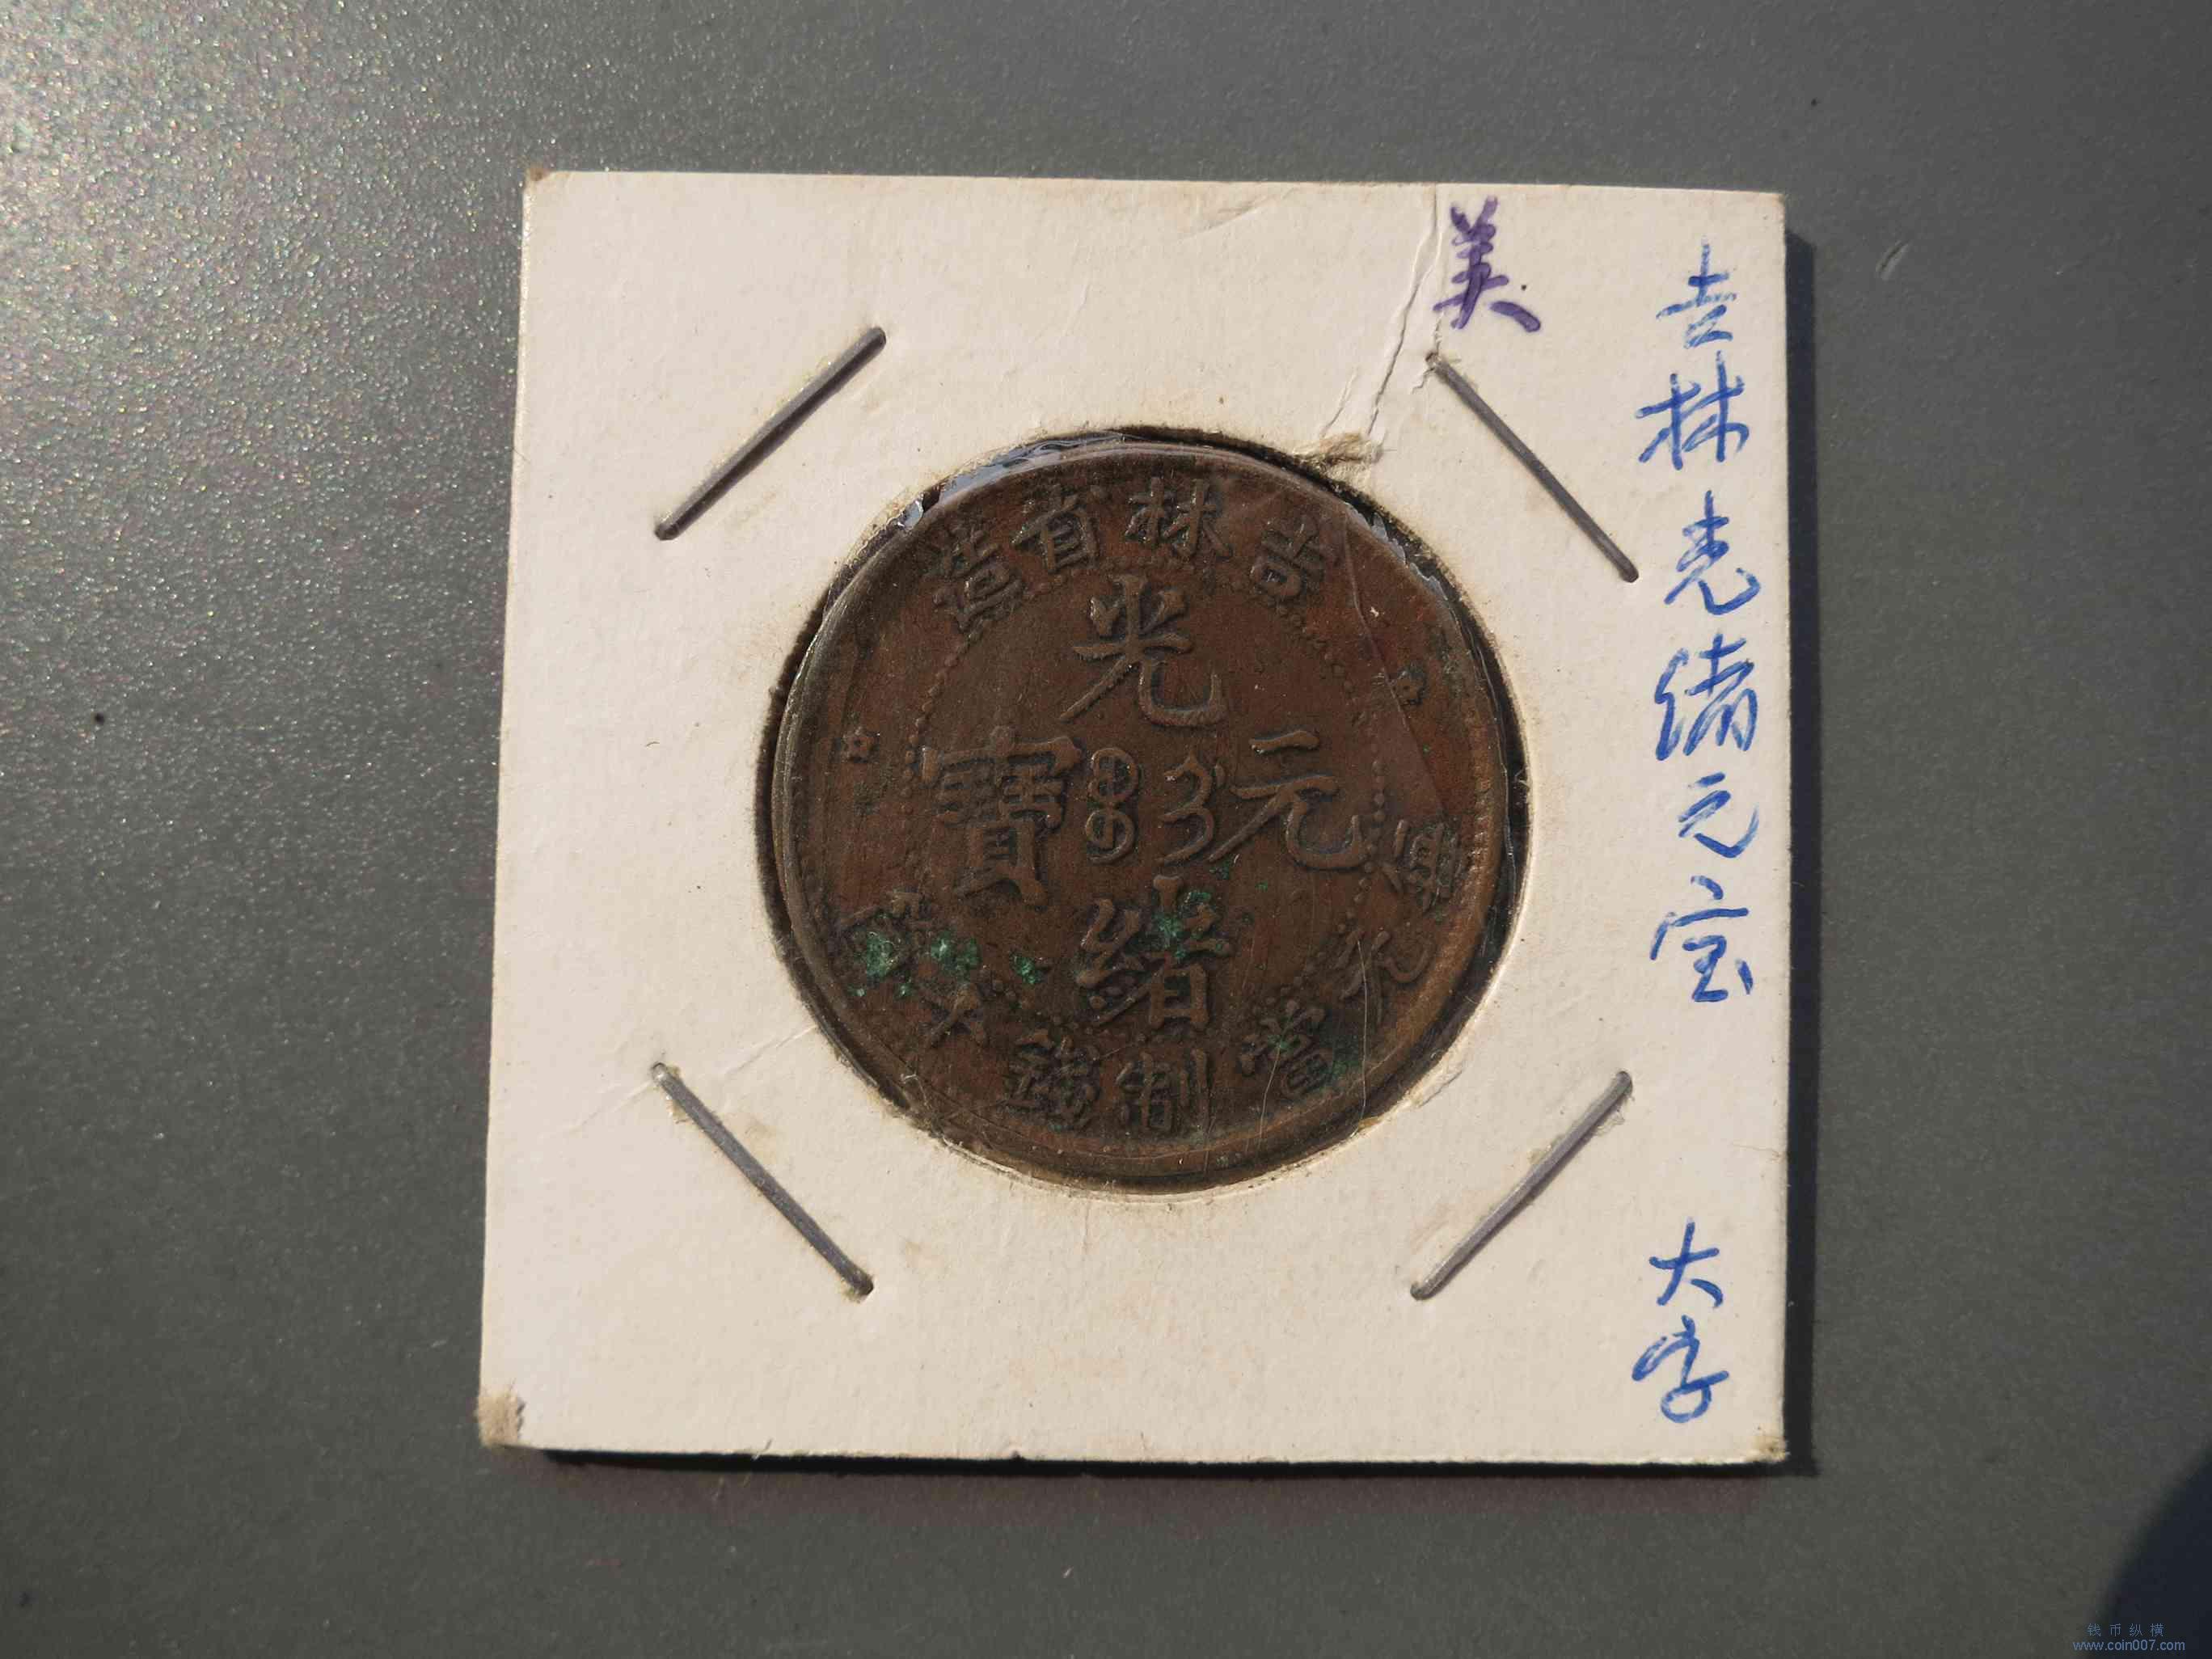 美
吉林光绪元宝
大字
吉林省造
光緒元寶
每元當制錢十箇
钱币纵横
www.coin007.com